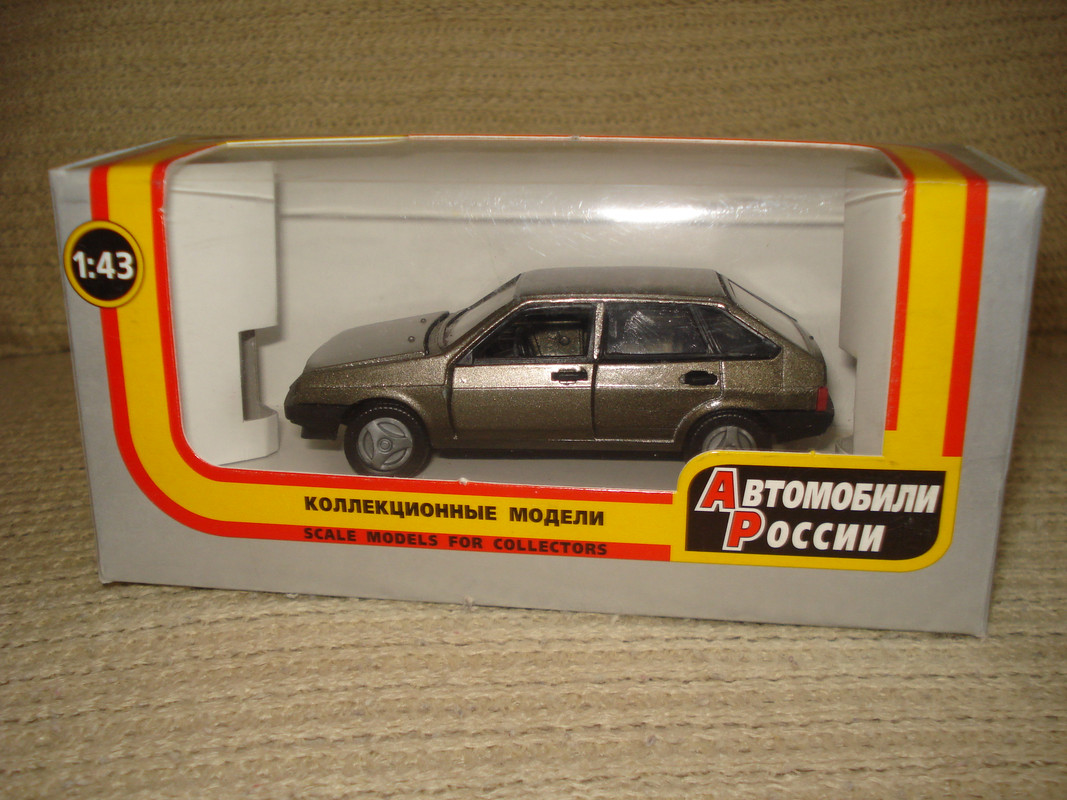 1:43
КОЛЛЕКЦИОННЫЕ МОДЕЛИ
SCALE MODELS FOR COLLECTORS
АВТОМОБИЛИ
РОССИИ